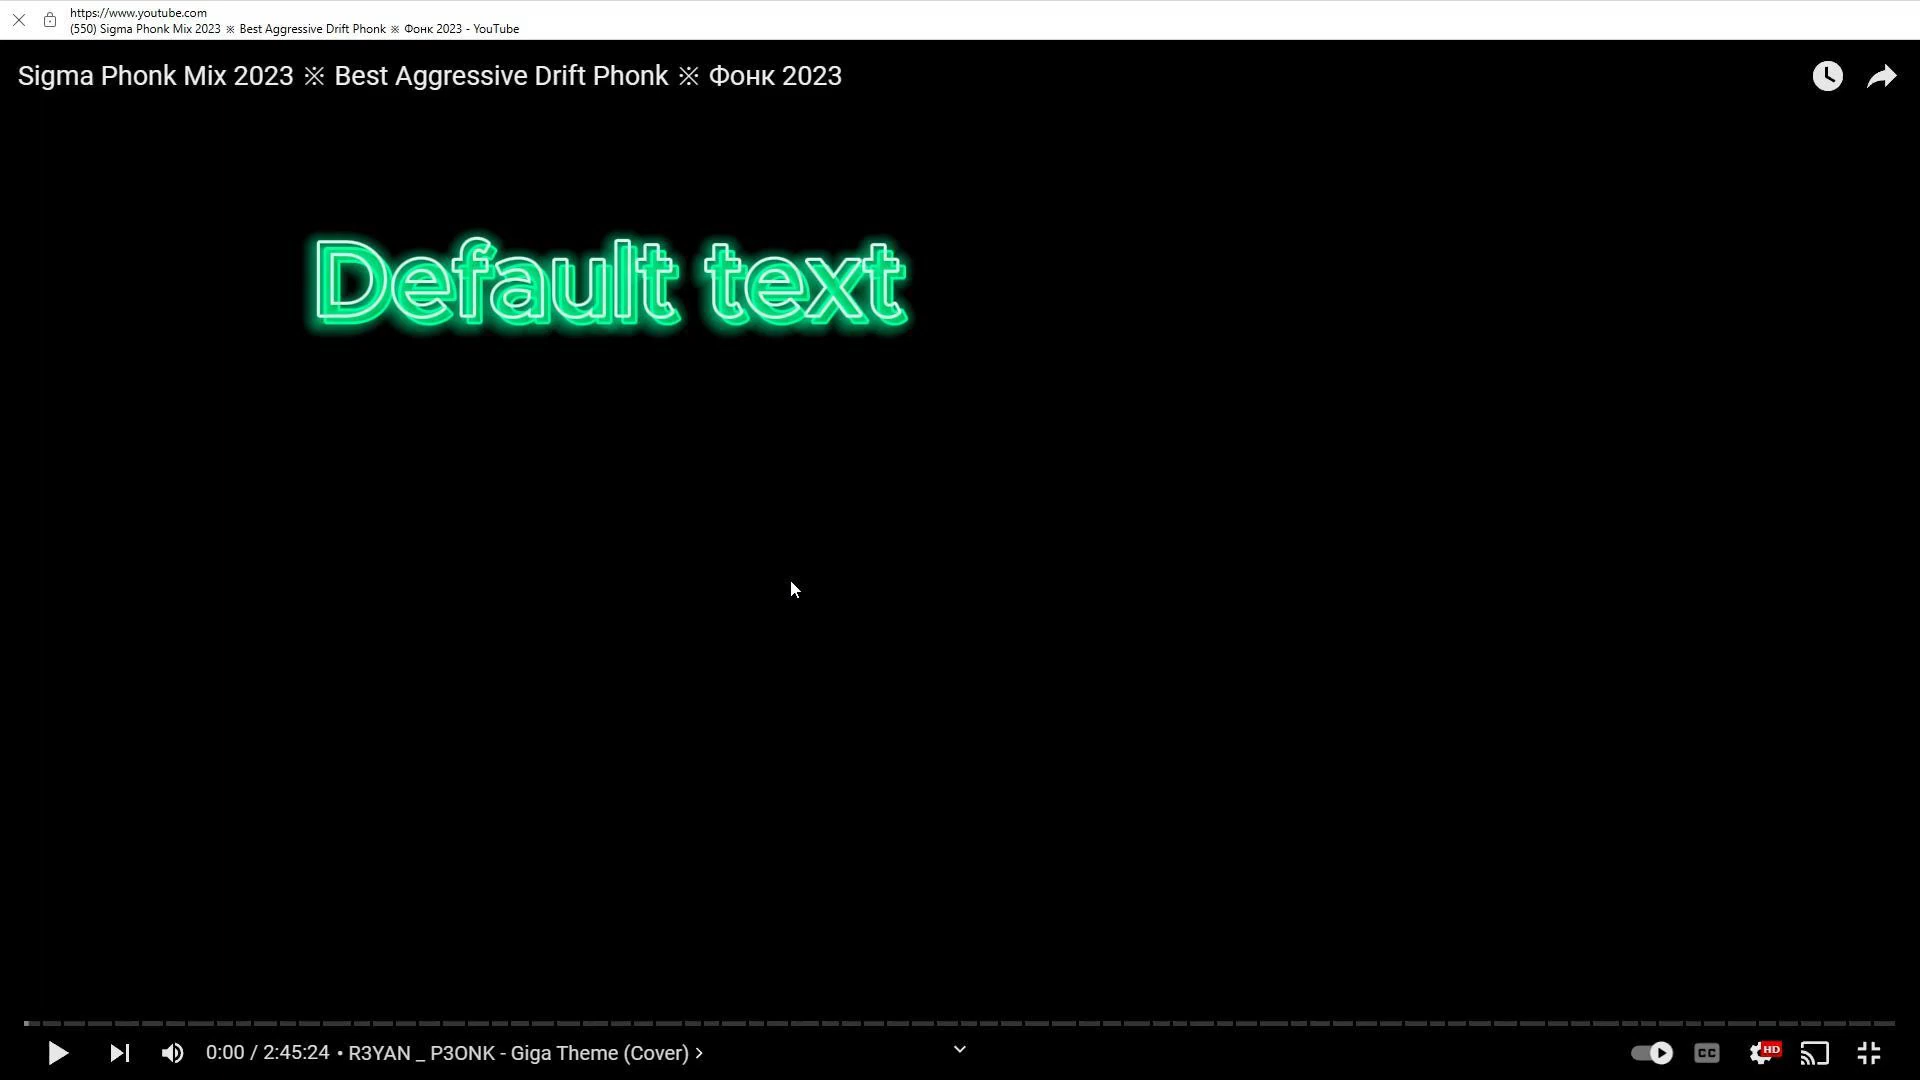 https://www.youtube.com
(550) Sigma Phonk Mix 2023 ※ Best Aggressive Drift Phonk ※ Фонк 2023 - YouTube
Sigma Phonk Mix 2023 ※ Best Aggressive Drift Phonk ※ Фонк 2023
Default text
0:00 / 2:45:24 • R3YAN _ P3ONK - Giga Theme (Cover) >
CC
HD